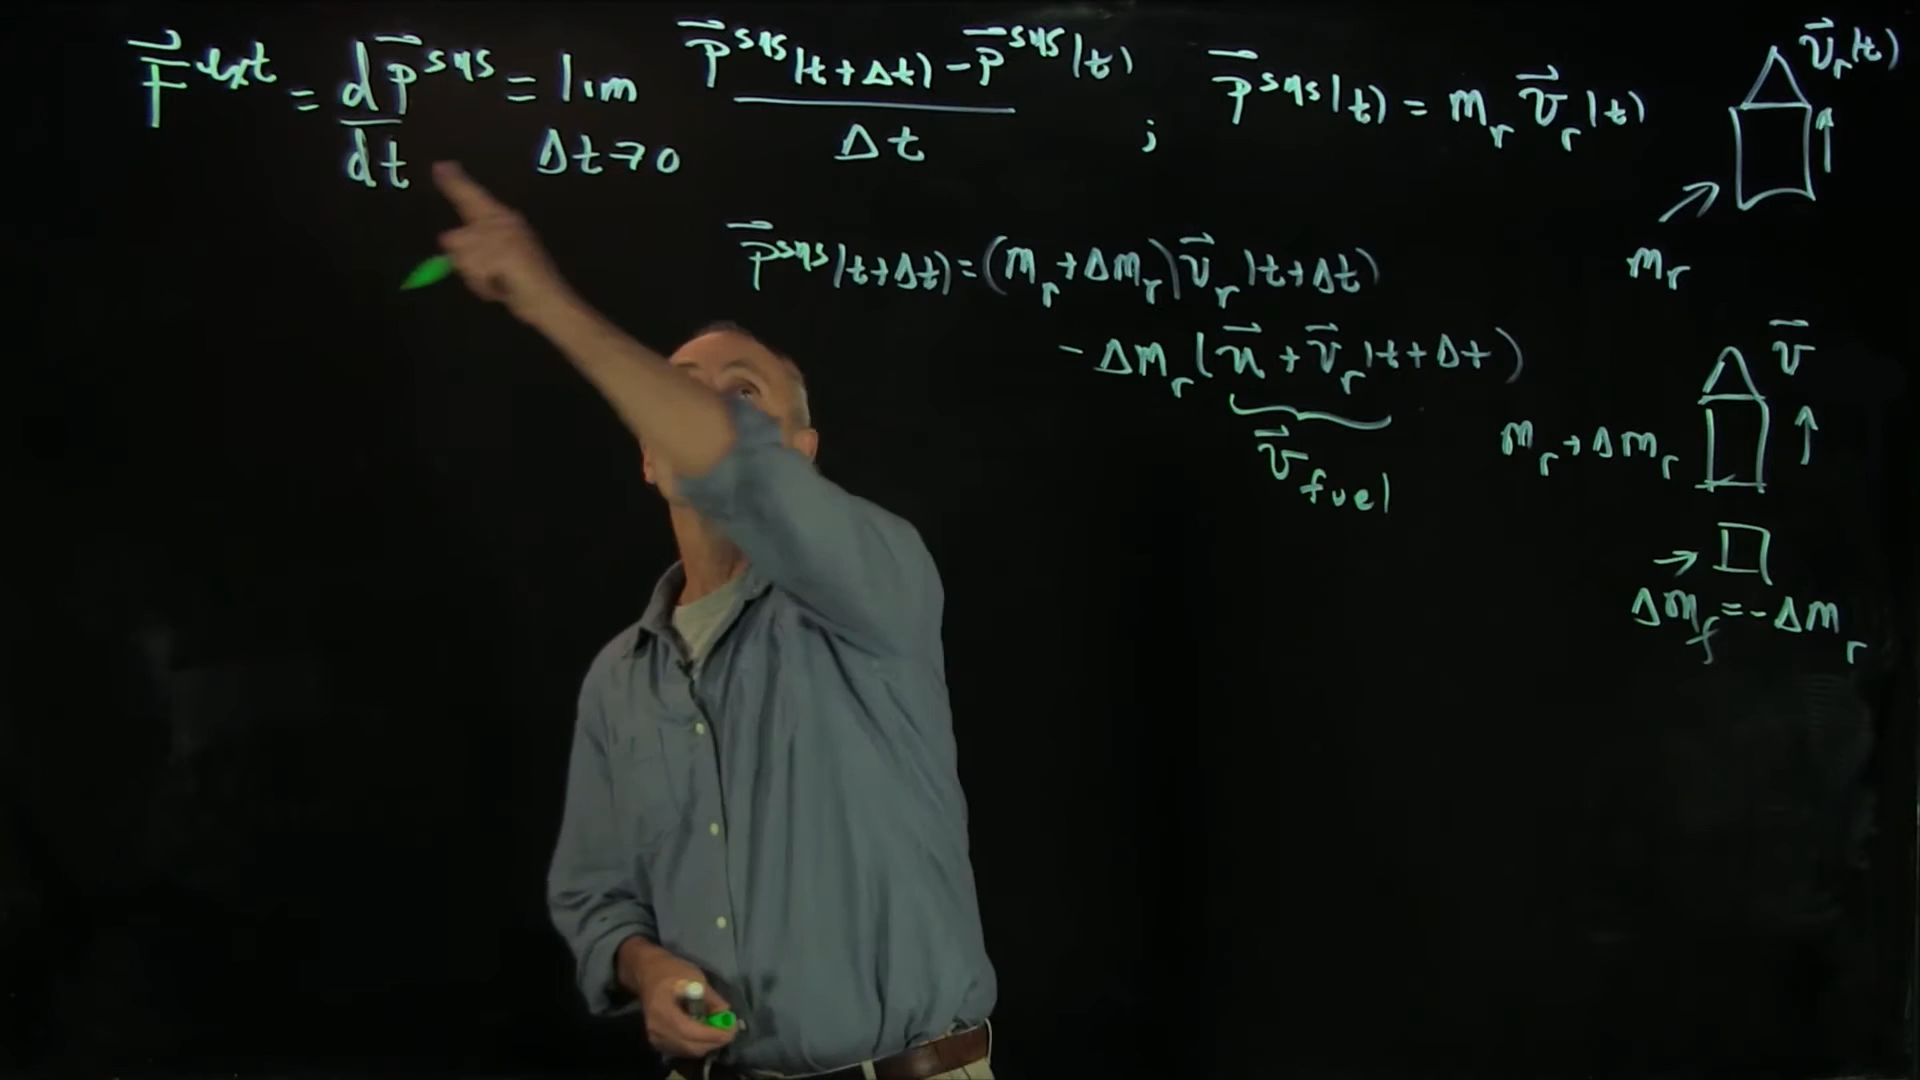 F⃗^ext = dp⃗^sys/dt = lim Δt→0 (p⃗^sys(t+Δt) - p⃗^sys(t))/Δt ; p⃗^sys(t) = m_r v⃗_r(t)
v⃗_r(t)
m_r
p⃗^sys(t+Δt) = (m_r + Δm_r) v⃗_r(t+Δt)
- Δm_r (u⃗ + v⃗_r(t+Δt)
v⃗_fuel
v⃗
m_r + Δm_r
Δm_f = -Δm_r